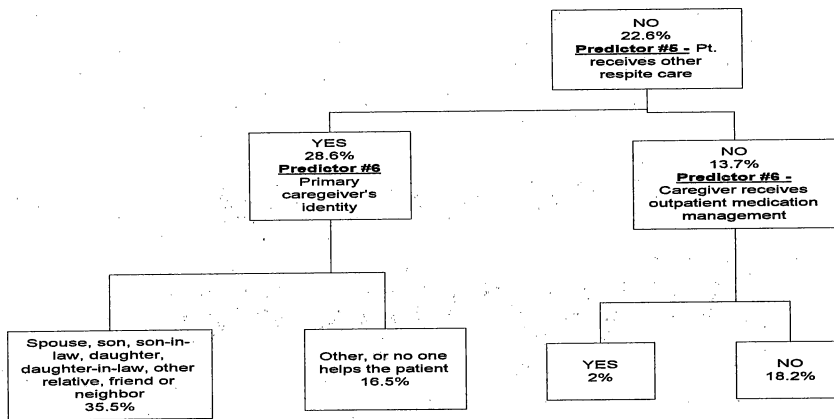 NO
22.6%
Predictor #5 - Pt.
receives other
respite care
YES
28.6%
Predictor #6
Primary
caregeiver's
identity
NO
13.7%
Predictor #6 -
Caregiver receives
outpatient medication
management
Spouse, son, son-in-
law, daughter,
daughter-in-law, other
relative, friend or
neighbor
35.5%
Other, or no one
helps the patient
16.5%
YES
2%
NO
18.2%